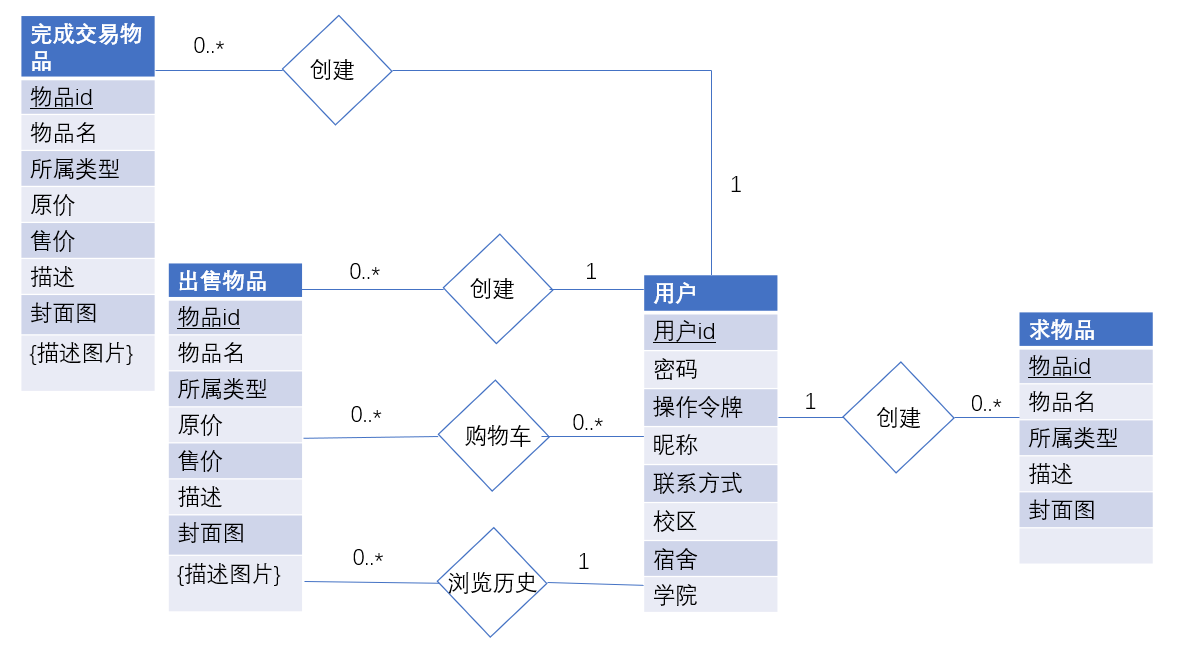 完成交易物
品
物品id
物品名
所属类型
原价
售价
描述
封面图
{描述图片}
0..*
创建
1
出售物品
物品id
物品名
所属类型
原价
售价
描述
封面图
{描述图片}
0..*
创建
1
0..*
购物车
0..*
0..*
浏览历史
1
用户
用户id
密码
操作令牌
昵称
联系方式
校区
宿舍
学院
1
创建
0..*
求物品
物品id
物品名
所属类型
描述
封面图